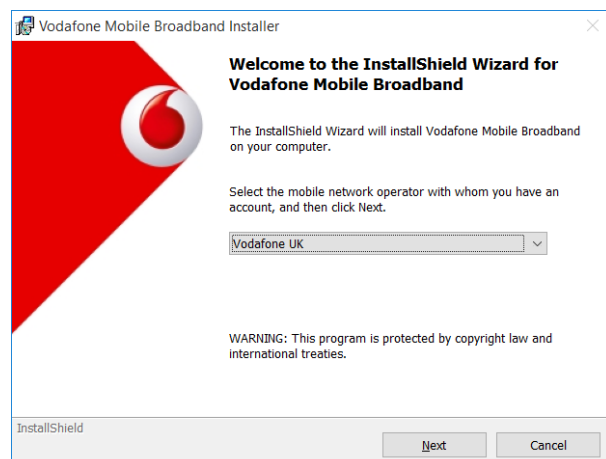 Vodafone Mobile Broadband Installer
Welcome to the InstallShield Wizard for
Vodafone Mobile Broadband
The InstallShield Wizard will install Vodafone Mobile Broadband
on your computer.
Select the mobile network operator with whom you have an
account, and then click Next.
Vodafone UK
WARNING: This program is protected by copyright law and
international treaties.
InstallShield
Next
Cancel